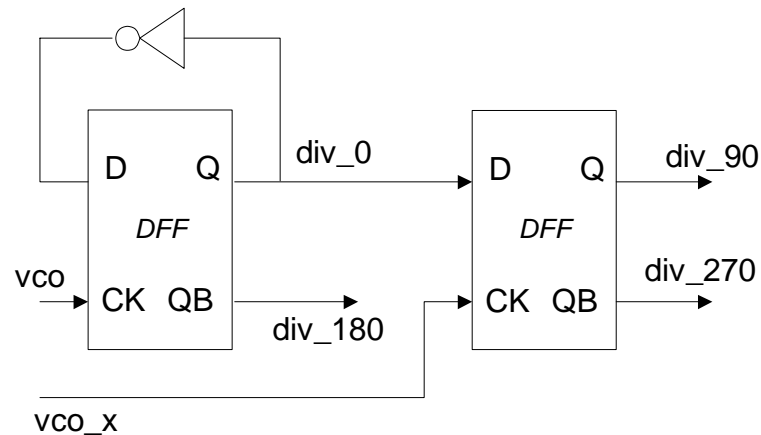 D Q
DFF
CK QB
div_0
div_180
vco
vco_x
D Q
DFF
CK QB
div_90
div_270